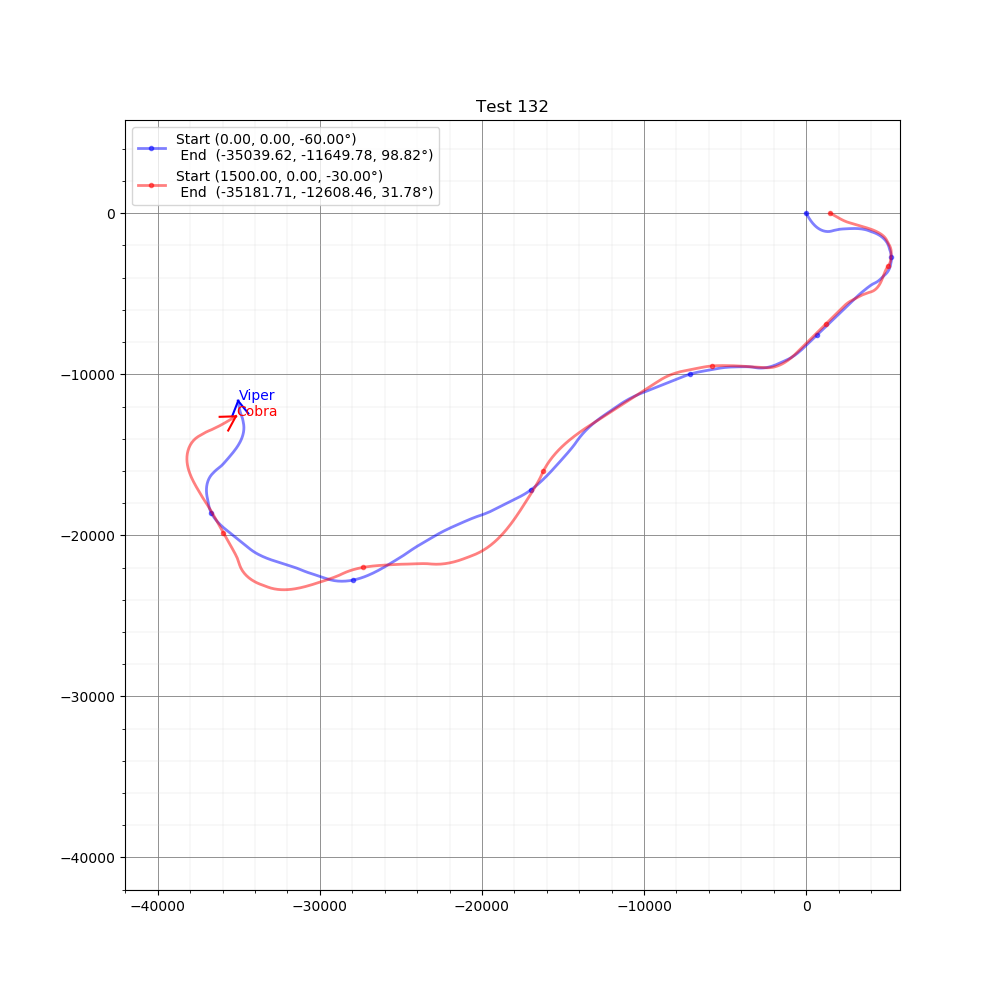 Test 132
Start (0.00, 0.00, -60.00°)
End (-35039.62, -11649.78, 98.82°)
Start (1500.00, 0.00, -30.00°)
End (-35181.71, -12608.46, 31.78°)
0
−10000
−20000
−30000
−40000
Viper
Cobra
−40000 −30000 −20000 −10000 0